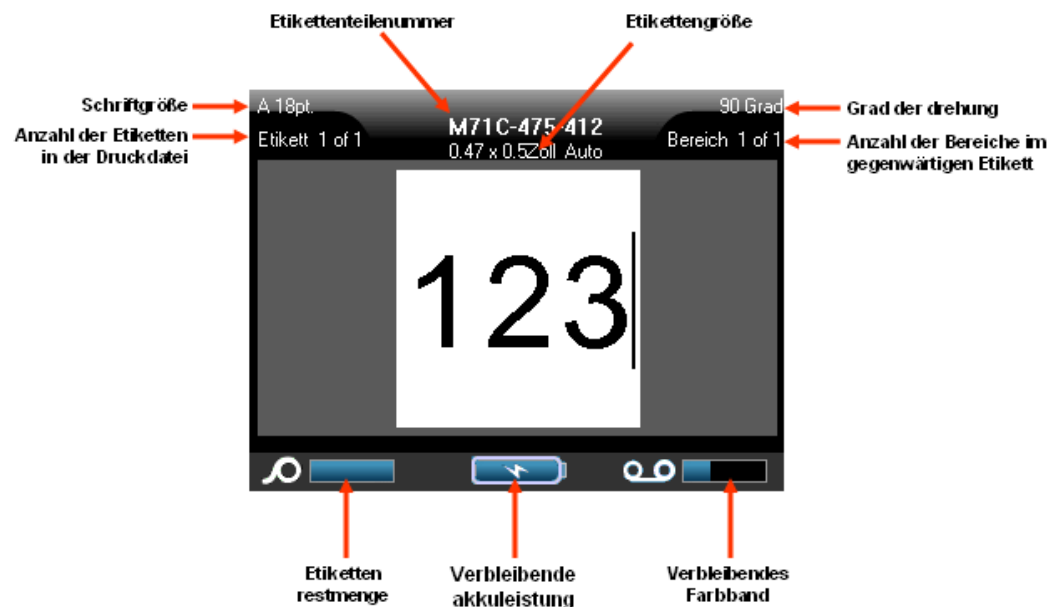 Etikettenteilenummer
Etikettengröße
Schriftgröße
A 18pt.
90 Grad
Grad der drehung
Anzahl der Etiketten
in der Druckdatei
Etikett 1 of 1
M71C-475-412
0.47 x 0.5Zoll Auto
Bereich 1 of 1
Anzahl der Bereiche im
gegenwärtigen Etikett
123
Etiketten
restmenge
Verbleibende
akkuleistung
Verbleibendes
Farbband